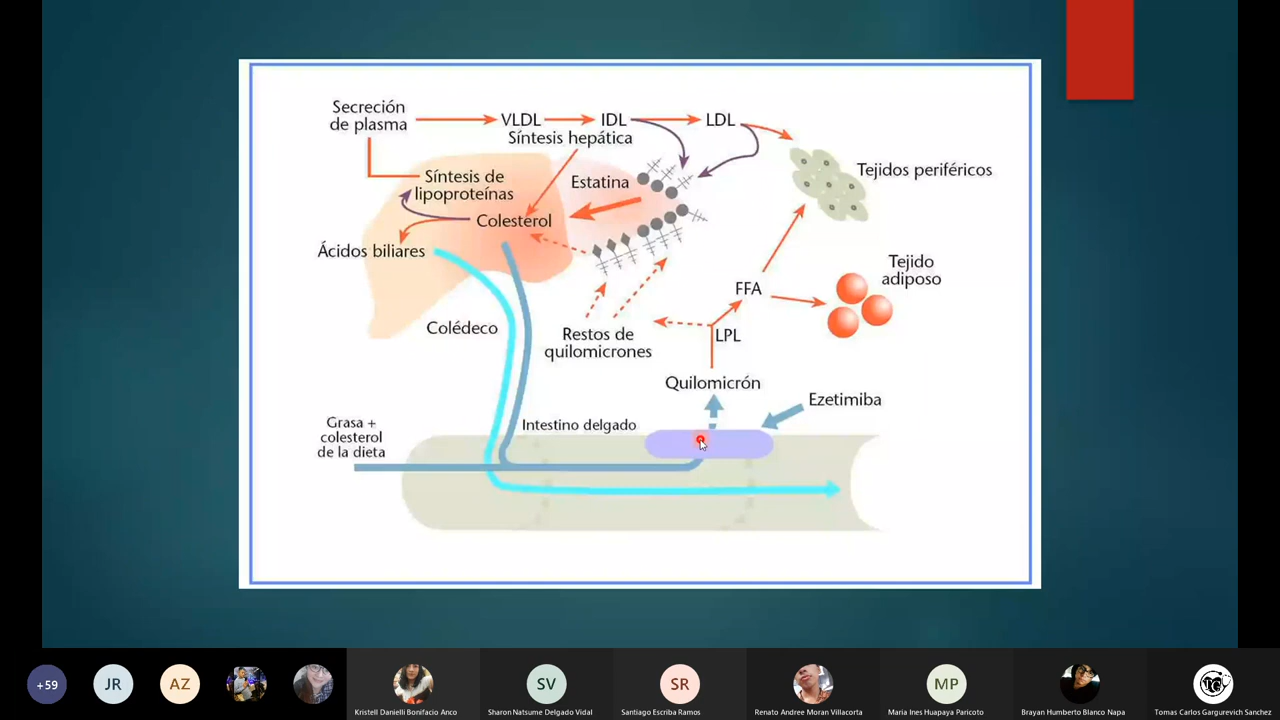 Secreción
de plasma
VLDL
IDL
LDL
Síntesis hepática
Síntesis de
lipoproteínas
Estatina
Tejidos periféricos
Colesterol
Ácidos biliares
Tejido
adiposo
FFA
Colédeco
Restos de
quilomicrones
LPL
Quilomicrón
Ezetimiba
Grasa +
colesterol
de la dieta
Intestino delgado
+59
JR
AZ
SV
SR
MP
Kristell Danielli Bonifacio Anco
Sharon Natsume Delgado Vidal
Santiago Escriba Ramos
Renato Andree Moran Villacorta
Maria Ines Huapaya Paricoto
Brayan Humberto Blanco Napa
Tomas Carlos Gargurevich Sanchez